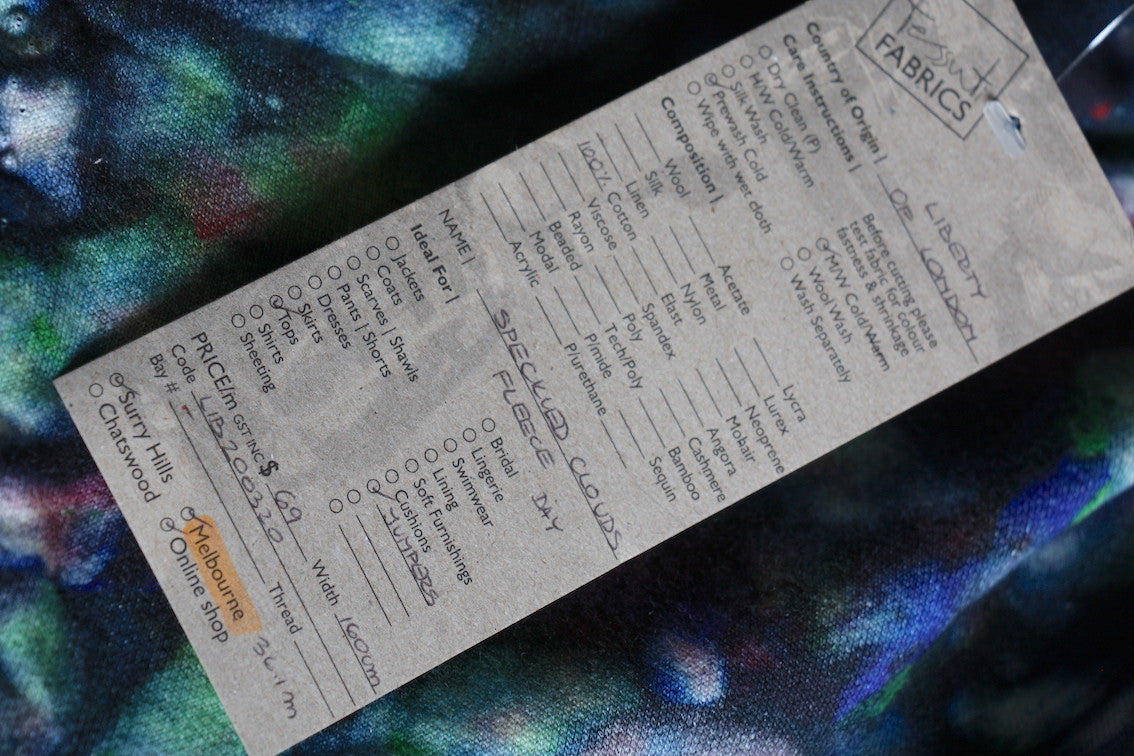 Tessuti
FABRICS
Country of Origin | LIBERTY
OF LONDON
Care Instructions |
Dry Clean (P)
H/W Cold/Warm
Silk Wash
Prewash Cold
Wipe with wet cloth
Before cutting please
test fabric for colour
fastness & shrinkage
M/W Cold/Warm
Wool Wash
Wash Separately
Composition |
Wool
Silk
Linen
100% Cotton
Viscose
Rayon
Beaded
Modal
Acrylic
Acetate
Metal
Nylon
Elast
Spandex
Poly
Tech/Poly
P/mide
P/urethane
Lycra
Lurex
Neoprene
Mohair
Angora
Cashmere
Bamboo
Sequin
NAME | SPECKLED CLOUDS
FLEECE DAY
Ideal For |
Jackets
Coats
Scarves | Shawls
Pants | Shorts
Dresses
Skirts
Tops
Shirts
Sheeting
Bridal
Lingerie
Swimwear
Lining
Soft Furnishings
Cushions
JUMPERS
PRICE/m GST INC $ 69 Width 160cm
Code LIB200320 Thread
Bay #
Surry Hills
Chatswood
Melbourne 36.1m
Online shop